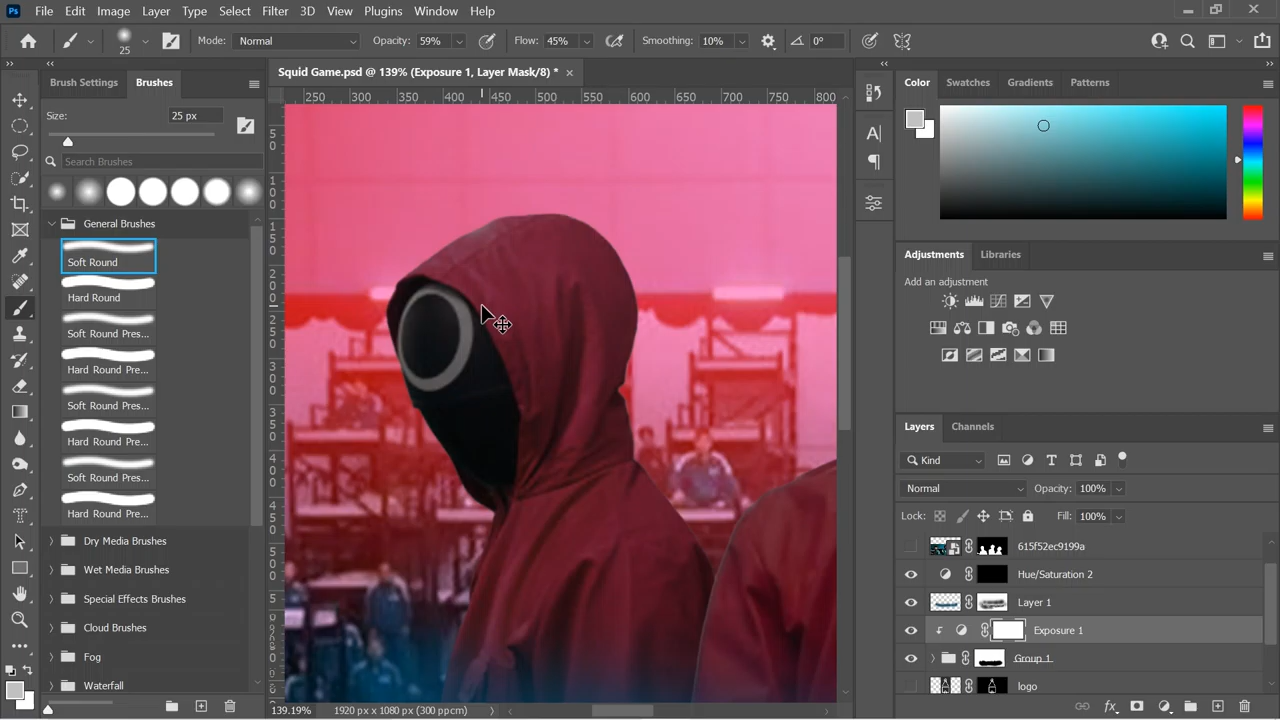 Ps File Edit Image Layer Type Select Filter 3D View Plugins Window Help
25 Mode: Normal Opacity: 59% Flow: 45% Smoothing: 10% 0°
Brush Settings Brushes
Size: 25 px
Search Brushes
General Brushes
Soft Round
Hard Round
Soft Round Pres...
Hard Round Pre...
Soft Round Pres...
Hard Round Pre...
Soft Round Pres...
Hard Round Pre...
Dry Media Brushes
Wet Media Brushes
Special Effects Brushes
Cloud Brushes
Fog
Waterfall
Squid Game.psd @ 139% (Exposure 1, Layer Mask/8) *
250 300 350 400 450 500 550 600 650 700 750 800
139.19% 1920 px x 1080 px (300 ppcm)
Color Swatches Gradients Patterns
Adjustments Libraries
Add an adjustment
Layers Channels
Kind
Normal Opacity: 100%
Lock: Fill: 100%
615f52ec9199a
Hue/Saturation 2
Layer 1
Exposure 1
Group 1
logo